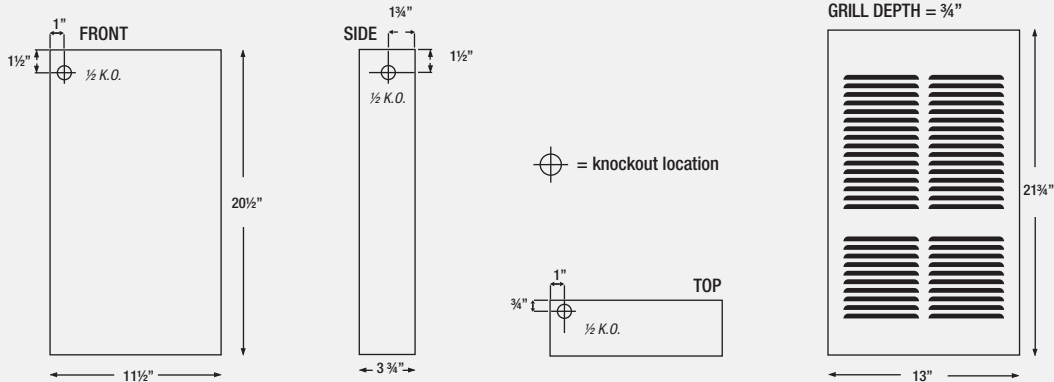 1”
FRONT
1½”
½ K.O.
20½”
11½”
1¾”
SIDE
1½”
½ K.O.
3 ¾”
= knockout location
1”
TOP
¾”
½ K.O.
GRILL DEPTH = ¾”
21¾”
13”